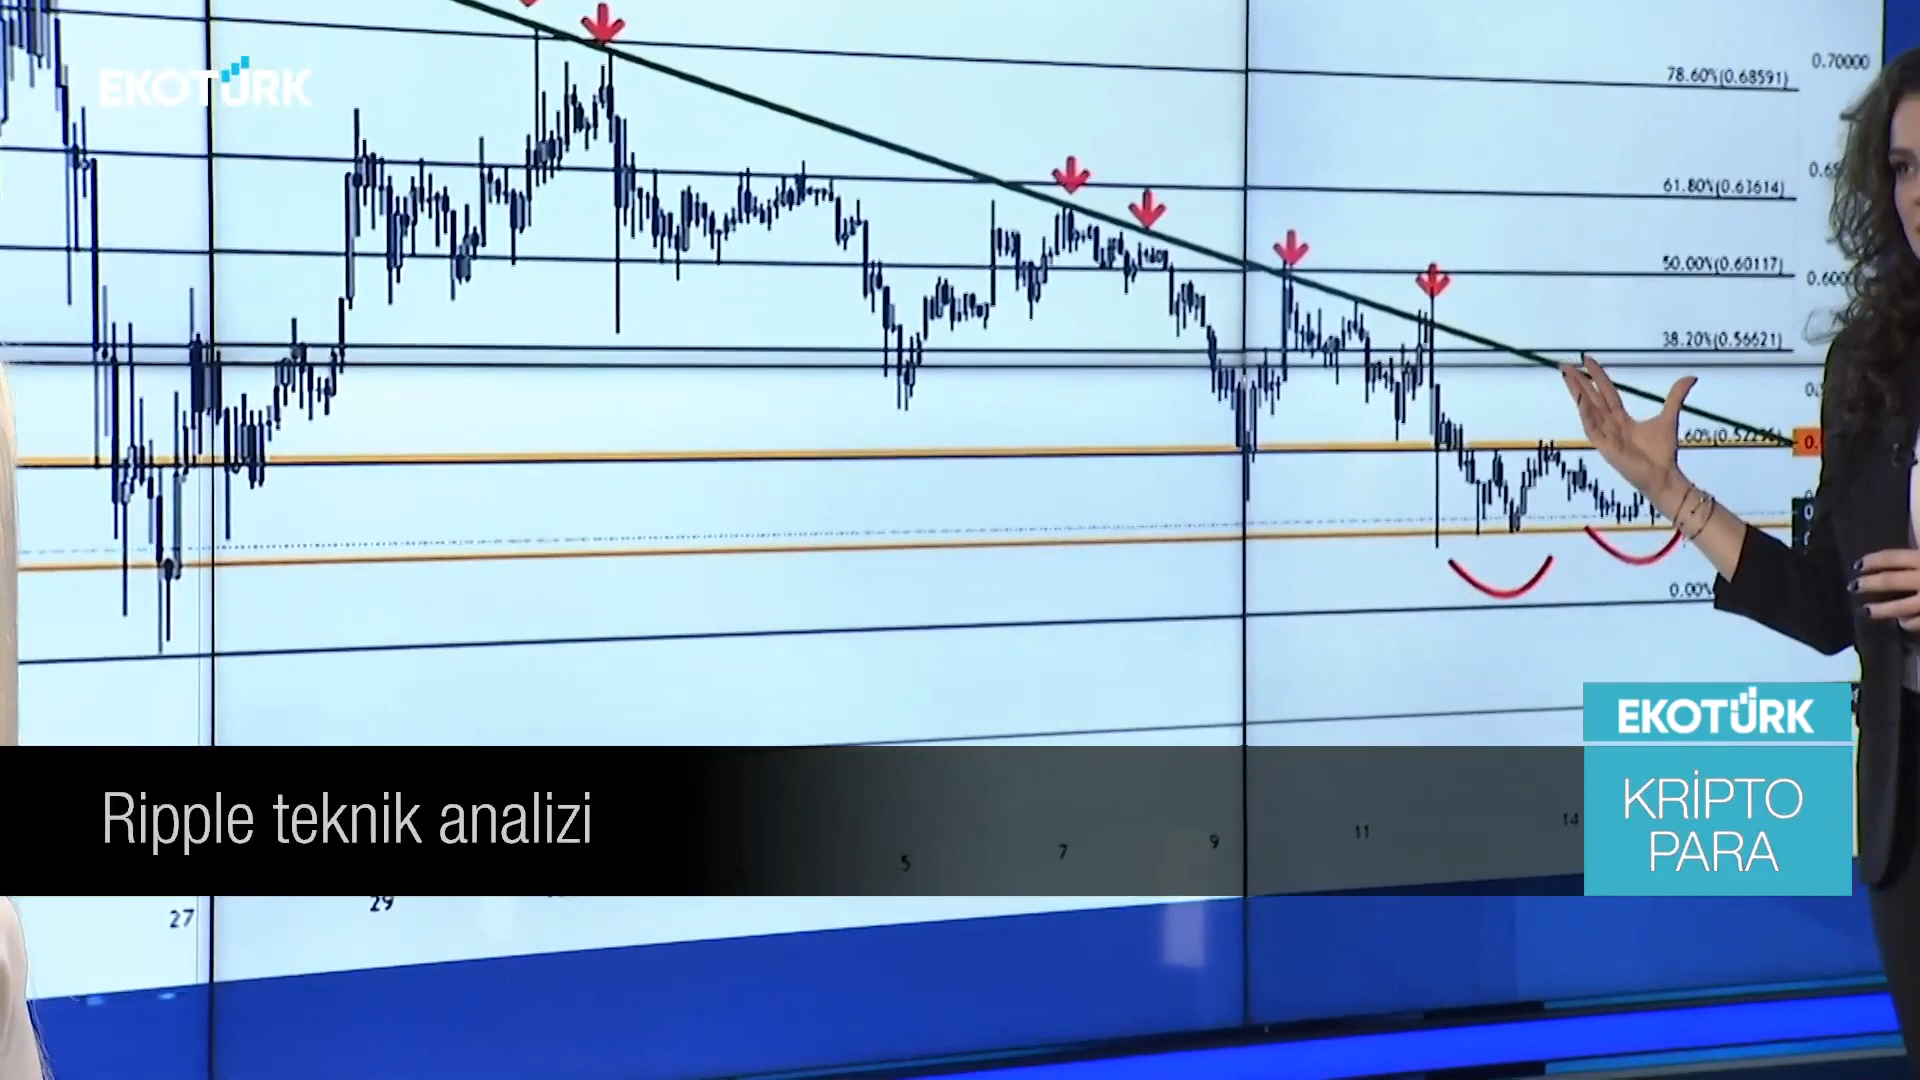 EKOTÜRK
0.70000
78.60%(0.68591)
61.80%(0.63614)
50.00%(0.60117)
38.20%(0.56621)
0.00%
EKOTÜRK
KRİPTO
PARA
Ripple teknik analizi
5
7
9
11
14
27
29